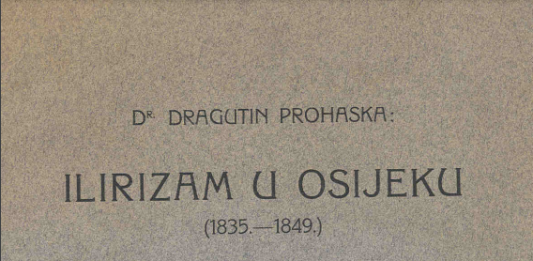 Dr. DRAGUTIN PROHASKA:
ILIRIZAM U OSIJEKU
(1835.—1849.)